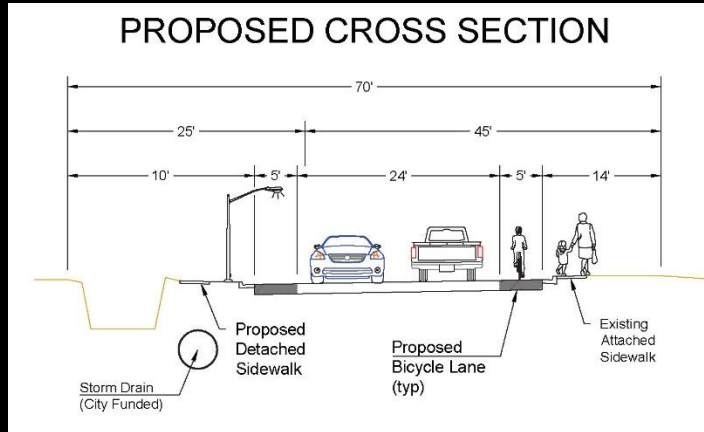 PROPOSED CROSS SECTION
70'
25'
45'
10'
5'
24'
5'
14'
Proposed
Detached
Sidewalk
Storm Drain
(City Funded)
Proposed
Bicycle Lane
(typ)
Existing
Attached
Sidewalk